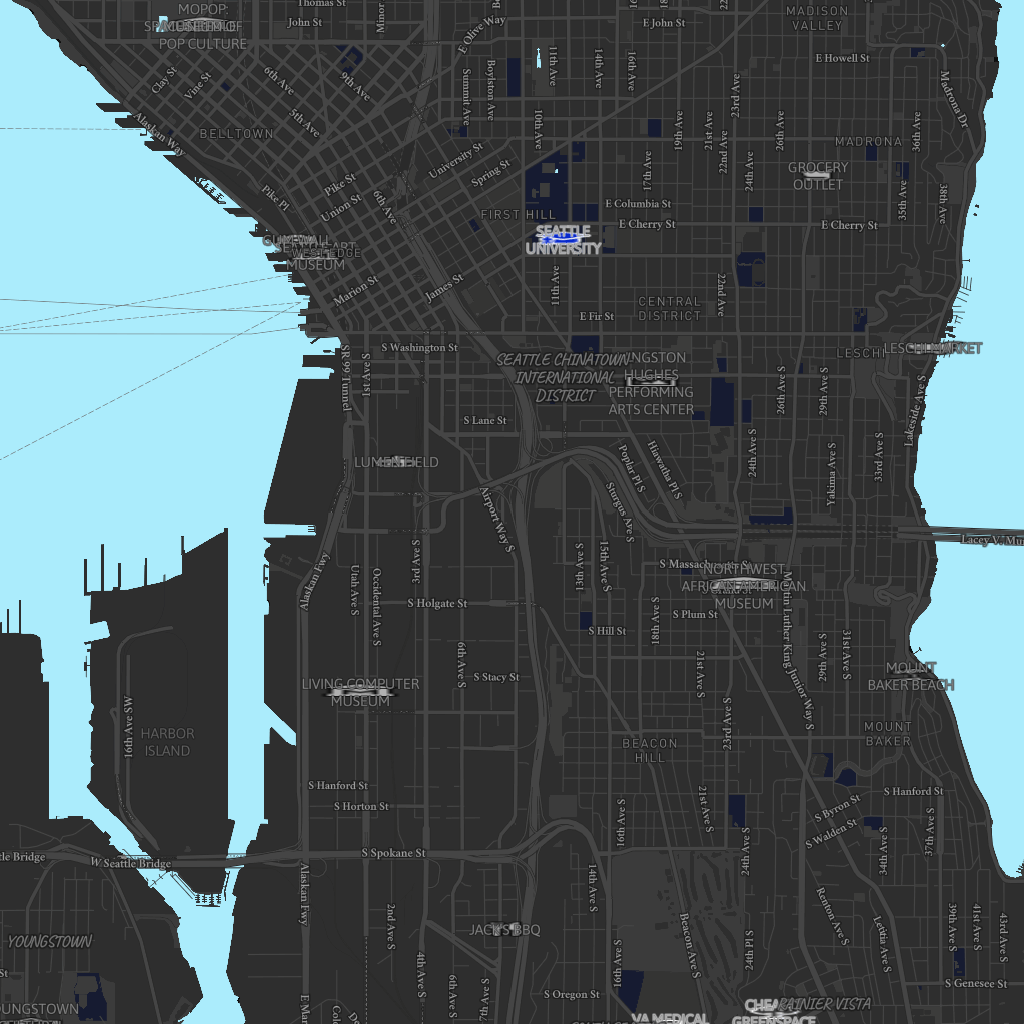 MOPOP:
POP CULTURE
Thomas St
John St
Minor
E Olive Way
E John St
MADISON
VALLEY
E Howell St
Clay St
Vine St
6th Ave
9th Ave
5th Ave
Summit Ave
Boylston Ave
11th Ave
14th Ave
16th Ave
23rd Ave
Madrona Dr
BELLTOWN
Alaskan Way
10th Ave
19th Ave
21st Ave
22nd Ave
26th Ave
36th Ave
MADRONA
University St
Spring St
17th Ave
24th Ave
GROCERY
OUTLET
Pike St
Pike Pl
Union St
6th Ave
35th Ave
38th Ave
FIRST HILL
E Columbia St
E Cherry St
E Cherry St
SEATTLE
UNIVERSITY
MUSEUM
Marion St
James St
11th Ave
22nd Ave
CENTRAL
DISTRICT
E Fir St
S Washington St
SR 99 Tunnel
1st Ave S
SEATTLE CHINATOWN
INTERNATIONAL
DISTRICT
HUGHES
PERFORMING
ARTS CENTER
LESCHI
26th Ave S
29th Ave S
Lakeside Ave S
S Lane St
Poplar Pl S
Hiawatha Pl S
24th Ave S
Yakima Ave S
33rd Ave S
LUMEN FIELD
Airport Way S
Sturgus Ave S
Lacey V. Mu
Alaskan Fwy
3rd Ave S
13th Ave S
15th Ave S
NORTHWEST
AFRICAN AMERICAN
MUSEUM
Utah Ave S
Occidental Ave S
S Holgate St
S Plum St
18th Ave S
S Hill St
Martin Luther King Junior Way S
29th Ave S
31st Ave S
6th Ave S
S Stacy St
21st Ave S
LIVING COMPUTER
MUSEUM
MOUNT
BAKER BEACH
16th Ave SW
HARBOR
ISLAND
23rd Ave S
BEACON
HILL
MOUNT
BAKER
S Hanford St
S Horton St
16th Ave S
21st Ave S
S Hanford St
S Byron St
S Walden St
24th Ave S
34th Ave S
37th Ave S
W Seattle Bridge
S Spokane St
Alaskan Fwy
2nd Ave S
14th Ave S
Beacon Ave S
Renton Ave S
Letitia Ave S
39th Ave S
41st Ave S
43rd Ave S
YOUNGSTOWN
JACK'S BBQ
4th Ave S
6th Ave S
7th Ave S
16th Ave S
24th Pl S
S Genesee St
S Oregon St
RAINIER VISTA
GREENSPACE
VA MEDICAL